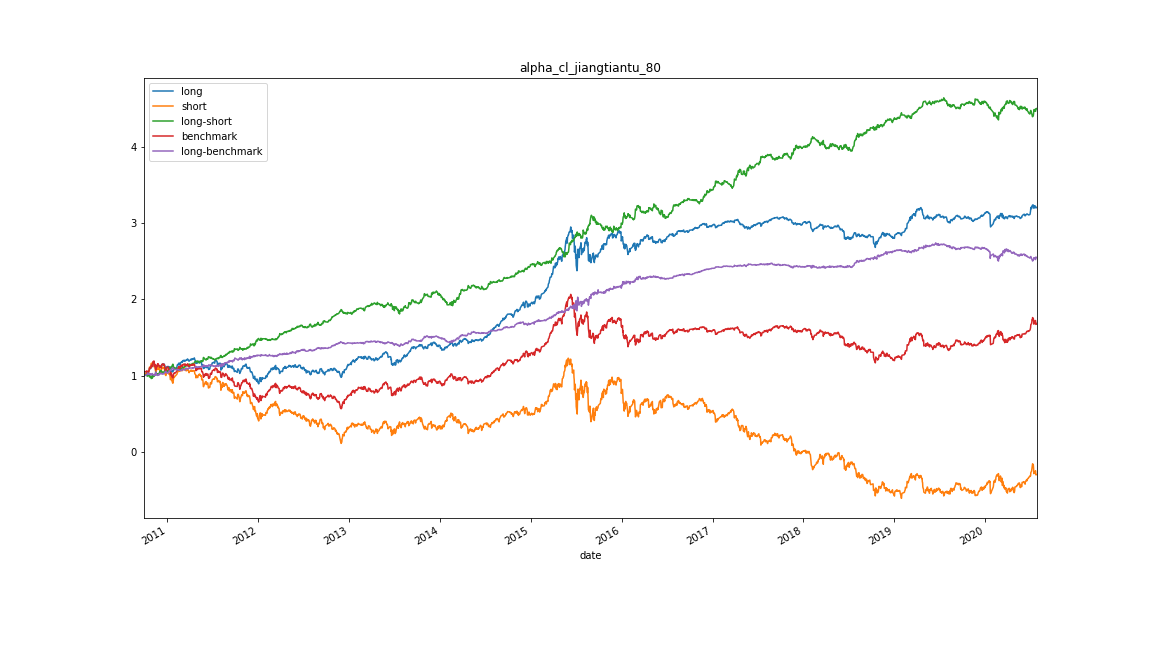 alpha_cl_jiangtiantu_80
long
short
long-short
benchmark
long-benchmark
4
3
2
1
0
2011 2012 2013 2014 2015 2016 2017 2018 2019 2020
date